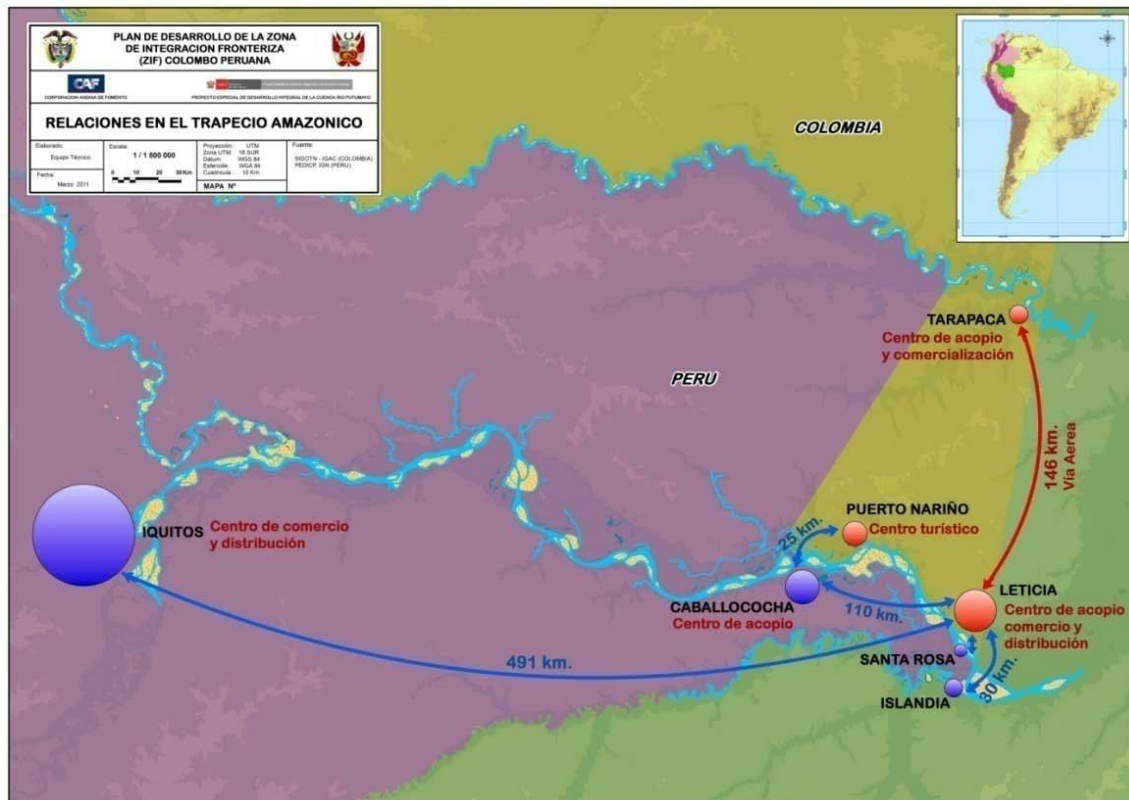 PLAN DE DESARROLLO DE LA ZONA
DE INTEGRACION FRONTERIZA
(ZIF) COLOMBO PERUANA
CAF
CORPORACION ANDINA DE FOMENTO
PROYECTO ESPECIAL DE DESARROLLO INTEGRAL DE LA CUENCA RIO PUTUMAYO
RELACIONES EN EL TRAPECIO AMAZONICO
Elaborado:
Equipo Técnico
Fecha:
Marzo 2011
Escala:
1 / 1 800 000
0 10 20 30 Km
Proyección: UTM
Zona UTM: 18 SUR
Datum: WGS 84
Esferoide: WGA 84
Cuadrícula: 10 Km
MAPA Nº
Fuente:
SIGOTN - IGAC (COLOMBIA)
PEDICP, IGN (PERU)
COLOMBIA
PERU
TARAPACA
Centro de acopio
y comercialización
146 km.
Via Aerea
PUERTO NARIÑO
Centro turístico
25 km.
IQUITOS
Centro de comercio
y distribución
CABALLOCOCHA
Centro de acopio
110 km.
LETICIA
Centro de acopio
comercio y
distribución
491 km.
SANTA ROSA
30 km.
ISLANDIA